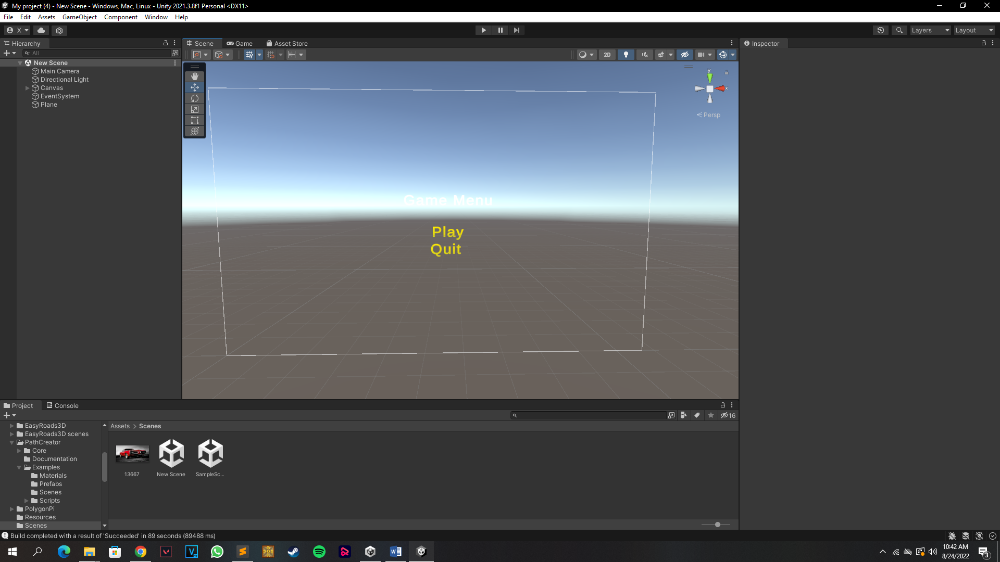 My project (4) - New Scene - Windows, Mac, Linux - Unity 2021.3.8f1 Personal <DX11>
File Edit Assets GameObject Component Window Help
X Layers Layout
Hierarchy
All
New Scene
Main Camera
Directional Light
Canvas
EventSystem
Plane
Scene Game Asset Store
2D
y
x
Persp
Game Menu
Play
Quit
Inspector
Project Console
16
EasyRoads3D
EasyRoads3D scenes
PathCreator
Core
Documentation
Examples
Materials
Prefabs
Scenes
Scripts
PolygonPi
Resources
Scenes
Assets > Scenes
13667 New Scene SampleSc...
Build completed with a result of 'Succeeded' in 89 seconds (89488 ms)
10:42 AM
8/24/2022
3